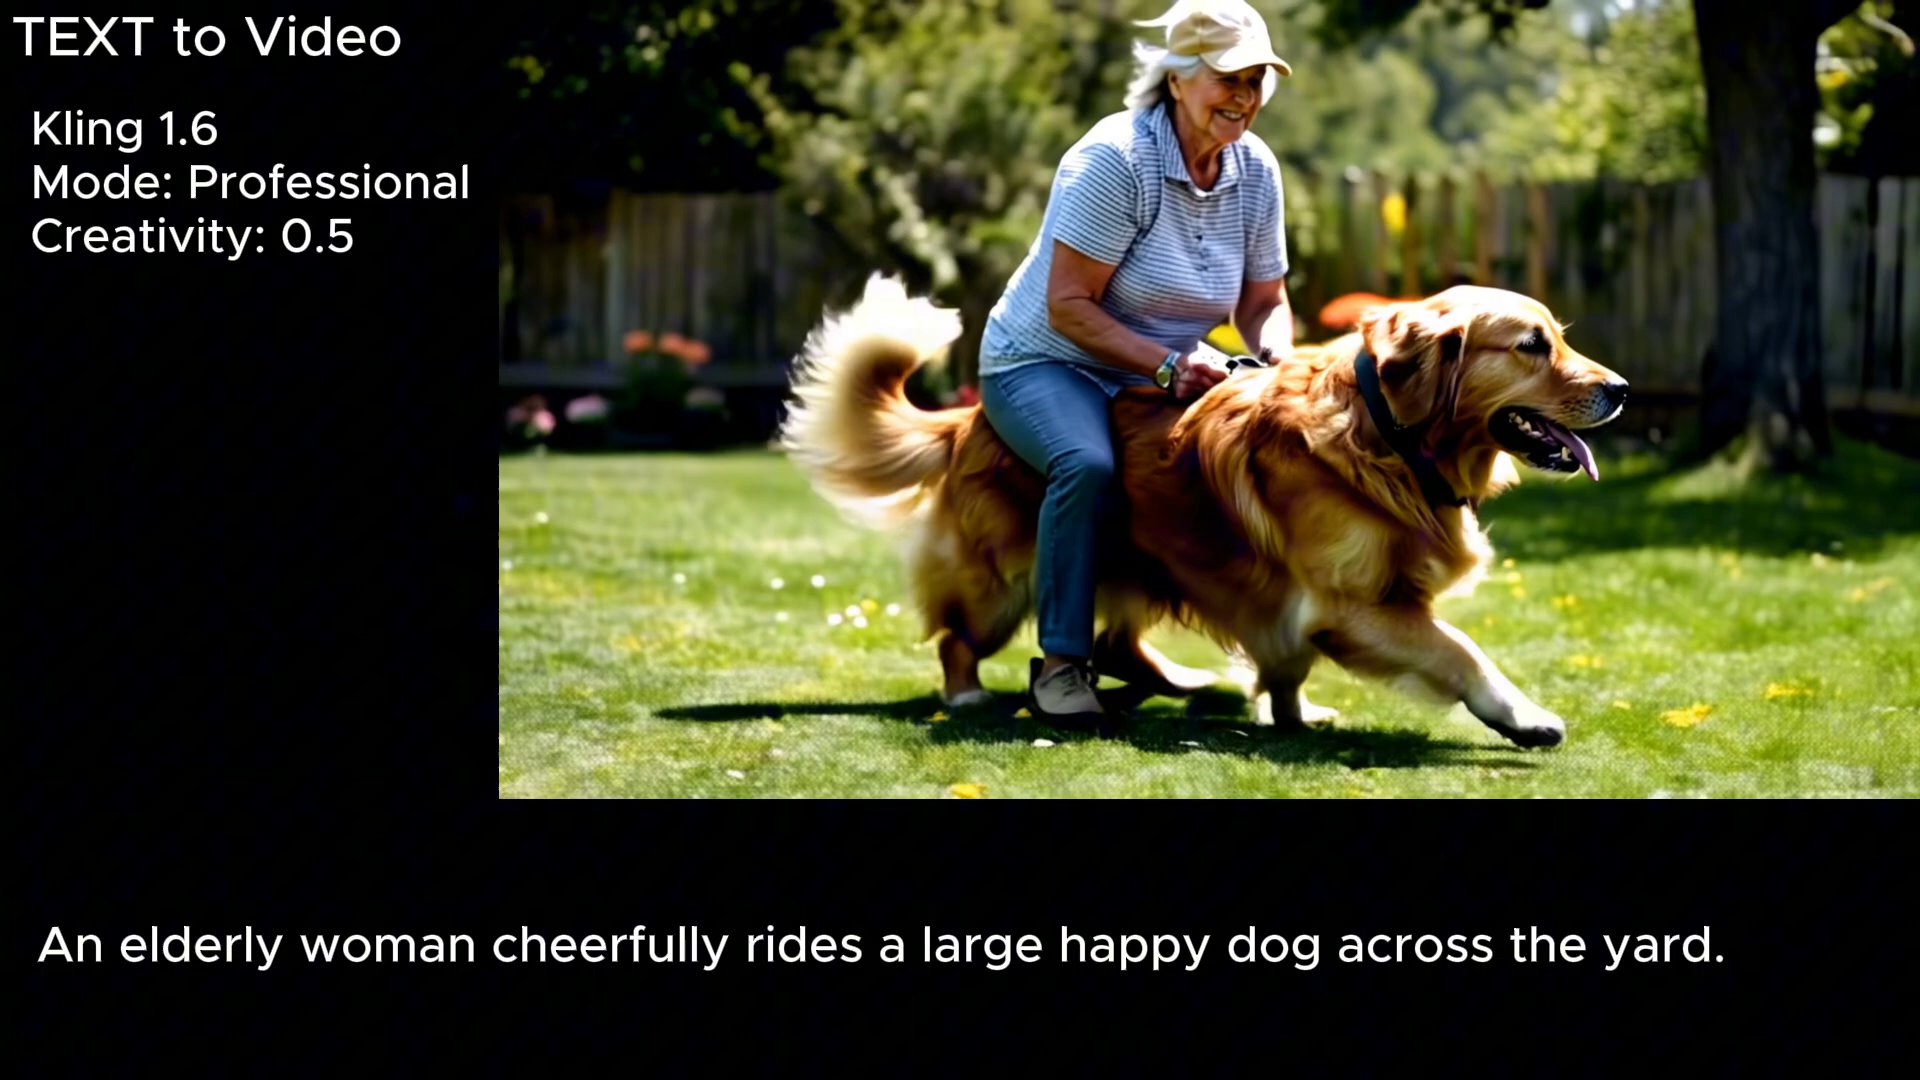 TEXT to Video
Kling 1.6
Mode: Professional
Creativity: 0.5
An elderly woman cheerfully rides a large happy dog across the yard.